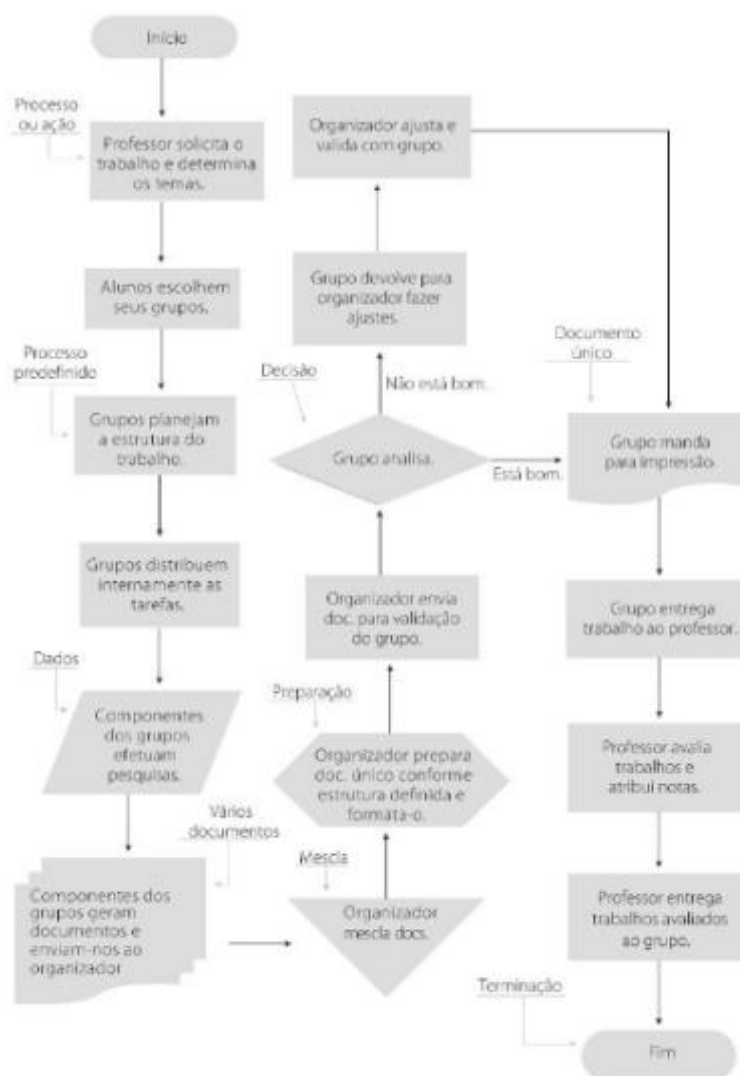 Início
Processo
ou ação
Professor solicita o
trabalho e determina
os temas.
Alunos escolhem
seus grupos.
Processo
predefinido
Grupos planejam
a estrutura do
trabalho.
Grupos distribuem
internamente as
tarefas.
Dados
Componentes
dos grupos
efetuam
pesquisas.
Vários
documentos
Componentes dos
grupos geram
documentos e
enviam-nos ao
organizador
Mescla
Organizador
mescla docs.
Preparação
Organizador prepara
doc. único conforme
estrutura definida e
formata-o.
Organizador envia
doc. para validação
do grupo.
Decisão
Grupo analisa.
Não está bom.
Está bom.
Grupo devolve para
organizador fazer
ajustes.
Organizador ajusta e
valida com grupo.
Documento
único
Grupo manda
para impressão.
Grupo entrega
trabalho ao professor.
Professor avalia
trabalhos e
atribui notas.
Professor entrega
trabalhos avaliados
ao grupo.
Terminação
Fim